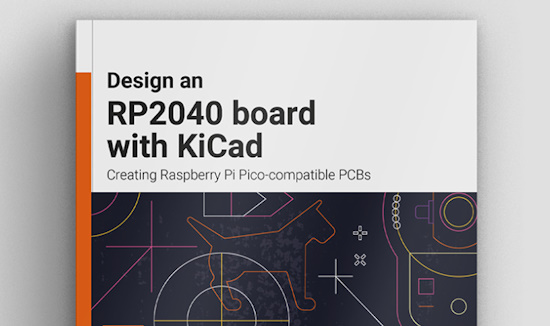 Design an
RP2040 board
with KiCad
Creating Raspberry Pi Pico-compatible PCBs